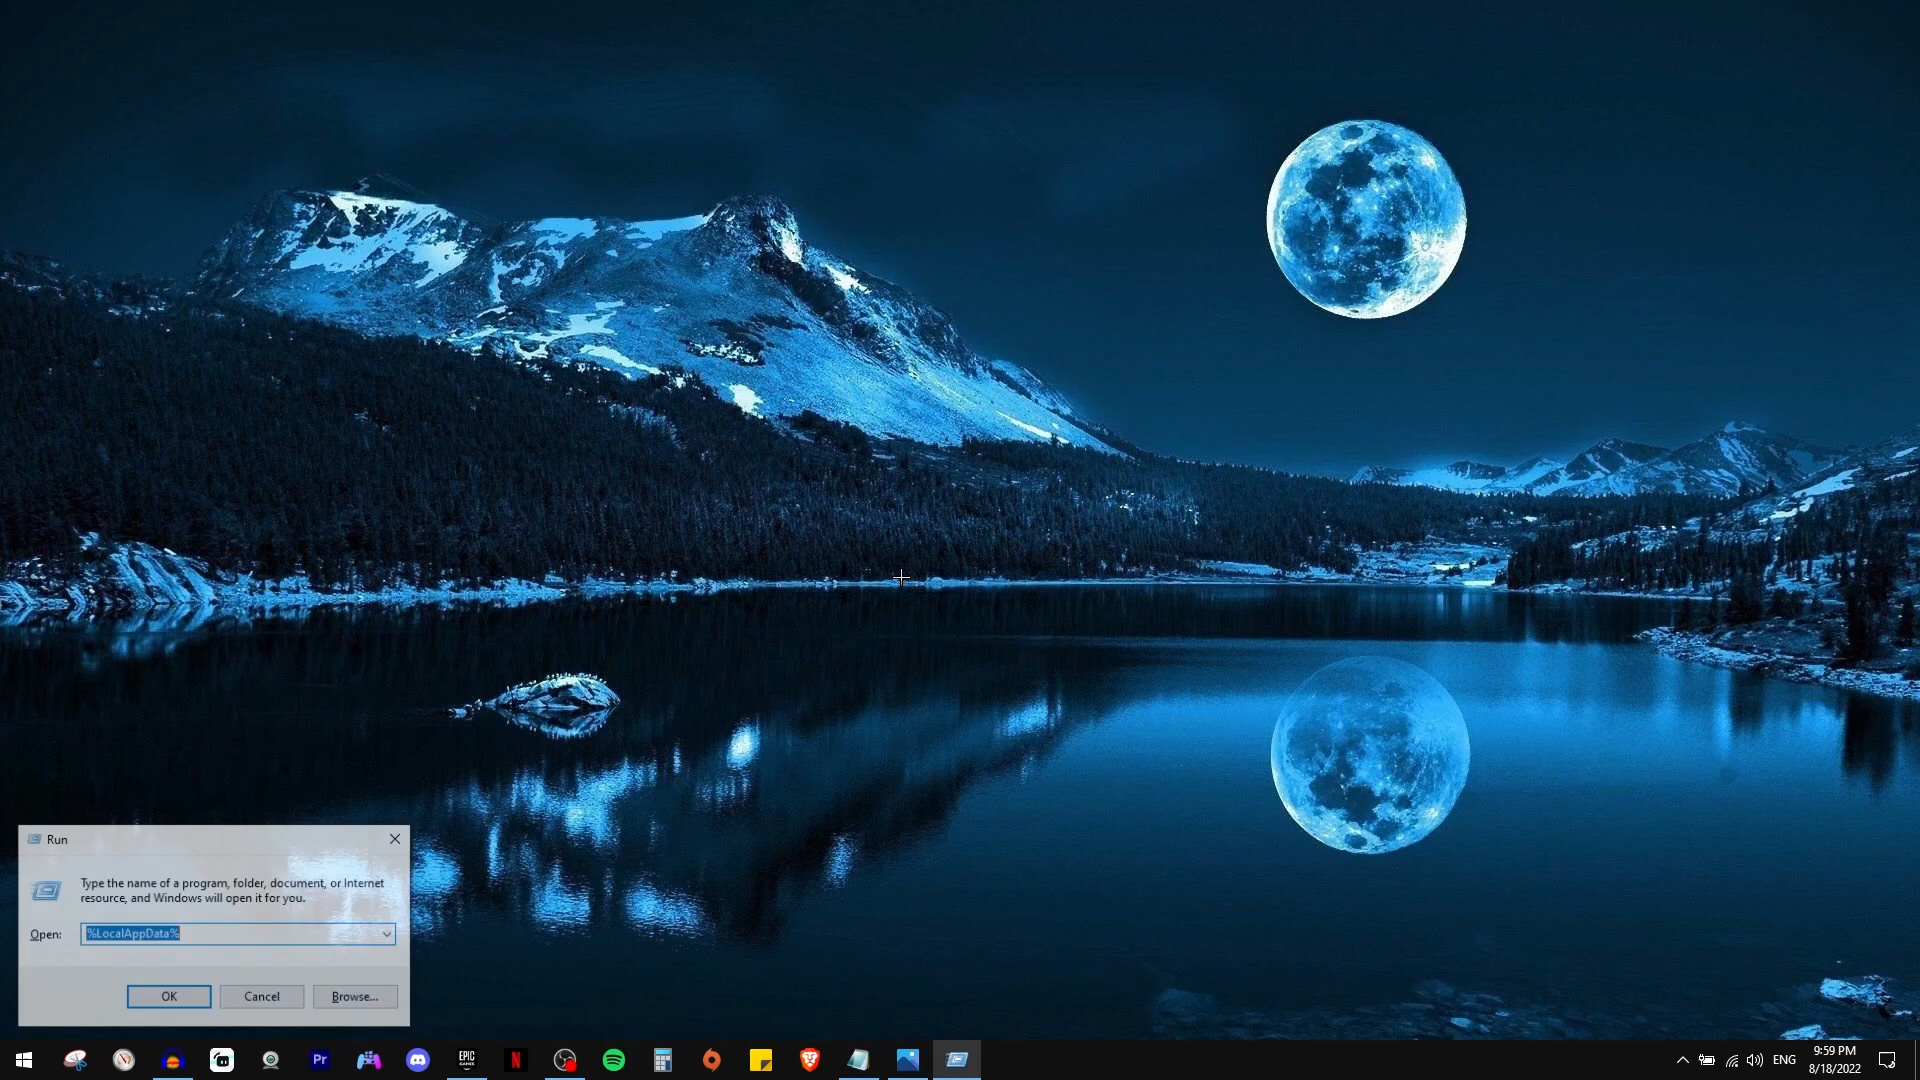 Run
Type the name of a program, folder, document, or Internet
resource, and Windows will open it for you.
Open:
%LocalAppData%
OK
Cancel
Browse...
Pr
EPIC
GAMES
N
ENG
9:59 PM
8/18/2022